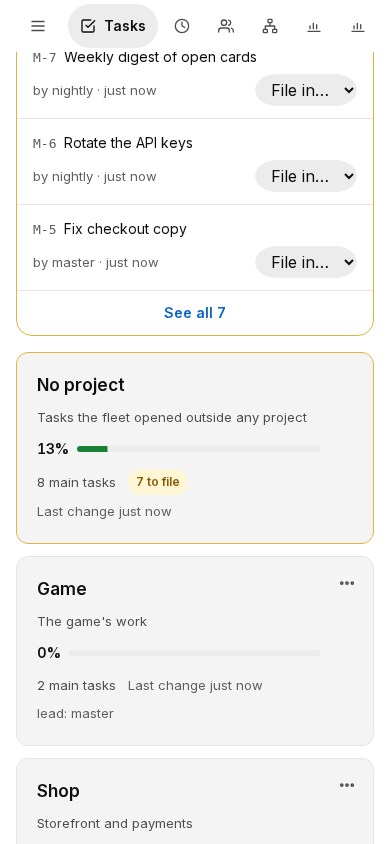 Tasks
M-7 Weekly digest of open cards
by nightly · just now
File in...
M-6 Rotate the API keys
by nightly · just now
File in...
M-5 Fix checkout copy
by master · just now
File in...
See all 7
No project
Tasks the fleet opened outside any project
13%
8 main tasks 7 to file
Last change just now
Game
The game's work
0%
2 main tasks Last change just now
lead: master
Shop
Storefront and payments